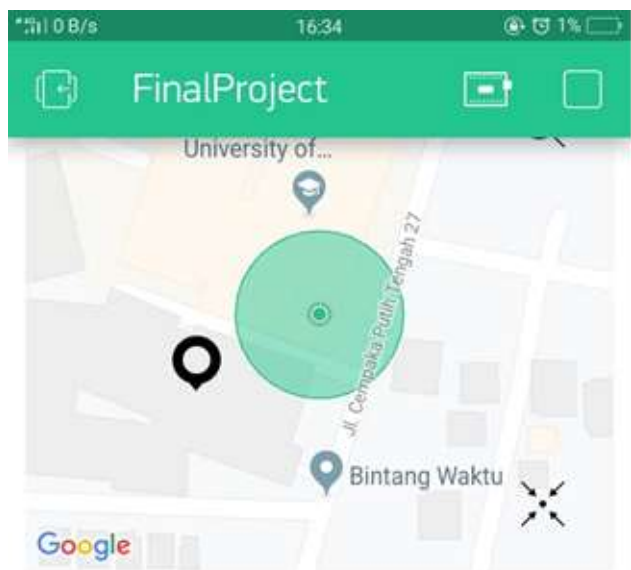 0 B/s 16:34 1%
FinalProject
University of...
Jl. Cempaka Putih Tengah 27
Bintang Waktu
Google